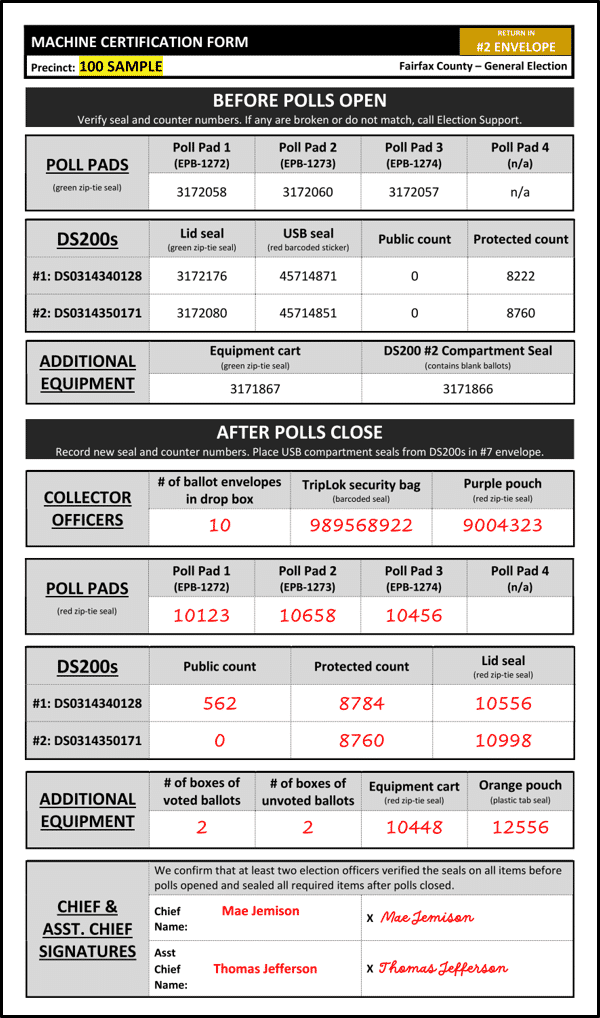 MACHINE CERTIFICATION FORM
RETURN IN
#2 ENVELOPE
Precinct: 100 SAMPLE
Fairfax County – General Election
BEFORE POLLS OPEN
Verify seal and counter numbers. If any are broken or do not match, call Election Support.
POLL PADS
(green zip-tie seal)
Poll Pad 1
(EPB-1272)
Poll Pad 2
(EPB-1273)
Poll Pad 3
(EPB-1274)
Poll Pad 4
(n/a)
3172058 3172060 3172057 n/a
DS200s
Lid seal
(green zip-tie seal)
USB seal
(red barcoded sticker)
Public count
Protected count
#1: DS0314340128 3172176 45714871 0 8222
#2: DS0314350171 3172080 45714851 0 8760
ADDITIONAL
EQUIPMENT
Equipment cart
(green zip-tie seal)
DS200 #2 Compartment Seal
(contains blank ballots)
3171867 3171866
AFTER POLLS CLOSE
Record new seal and counter numbers. Place USB compartment seals from DS200s in #7 envelope.
COLLECTOR
OFFICERS
# of ballot envelopes
in drop box
TripLok security bag
(barcoded seal)
Purple pouch
(red zip-tie seal)
10 989568922 9004323
POLL PADS
(red zip-tie seal)
Poll Pad 1
(EPB-1272)
Poll Pad 2
(EPB-1273)
Poll Pad 3
(EPB-1274)
Poll Pad 4
(n/a)
10123 10658 10456
DS200s
Public count
Protected count
Lid seal
(red zip-tie seal)
#1: DS0314340128 562 8784 10556
#2: DS0314350171 0 8760 10998
ADDITIONAL
EQUIPMENT
# of boxes of
voted ballots
# of boxes of
unvoted ballots
Equipment cart
(red zip-tie seal)
Orange pouch
(plastic tab seal)
2 2 10448 12556
CHIEF &
ASST. CHIEF
SIGNATURES
We confirm that at least two election officers verified the seals on all items before
polls opened and sealed all required items after polls closed.
Chief
Name:
Mae Jemison
X Mae Jemison
Asst
Chief
Name:
Thomas Jefferson
X Thomas Jefferson